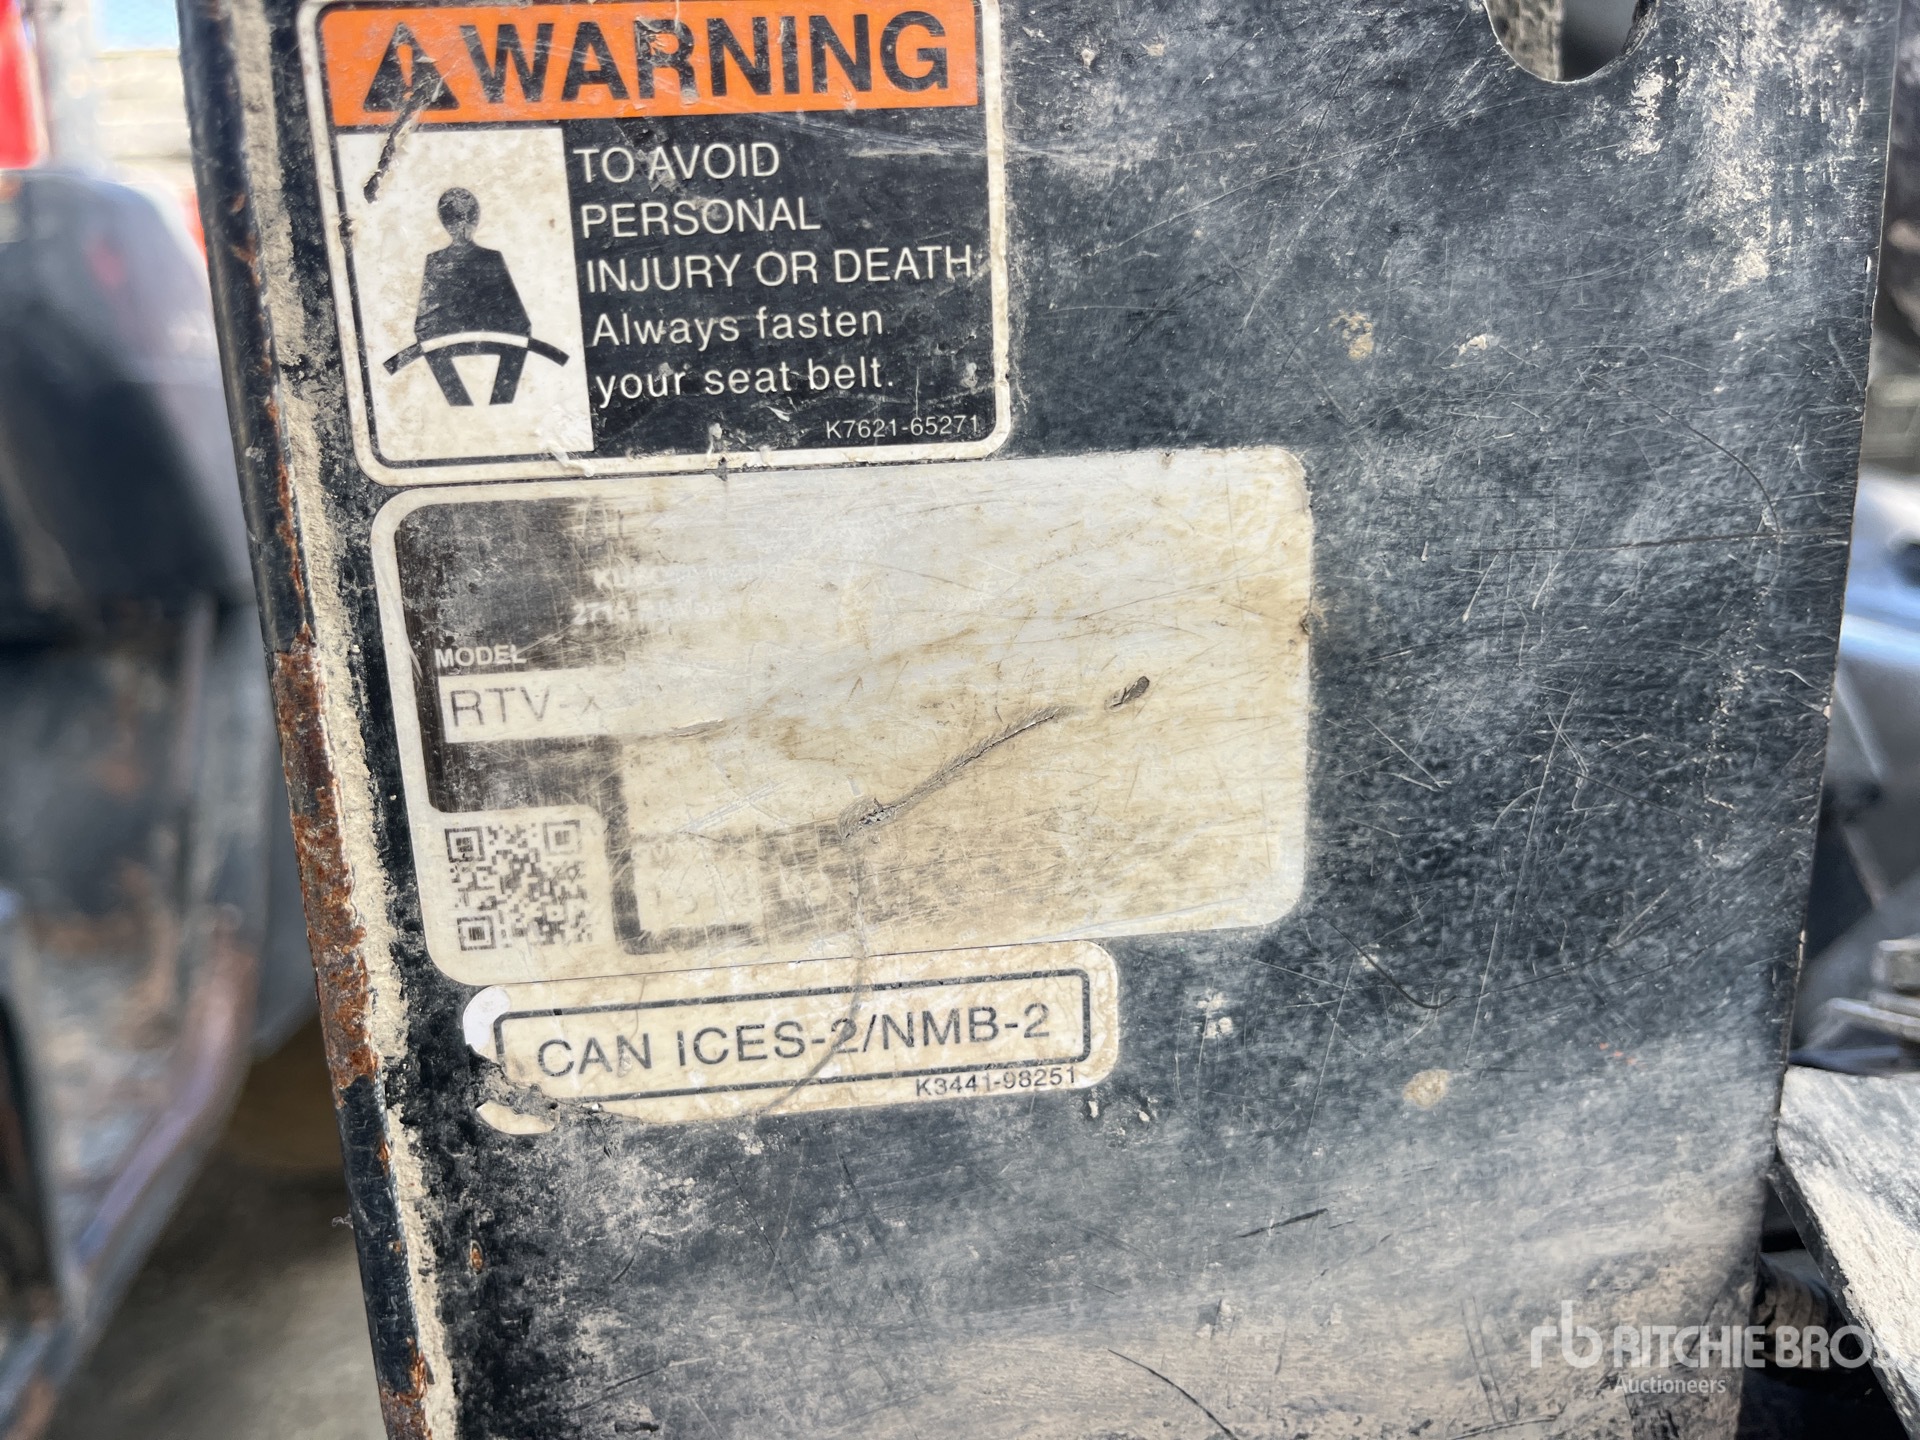 WARNING
TO AVOID
PERSONAL
INJURY OR DEATH
Always fasten
your seat belt.
K7621-65271
MODEL
RTV-X
CAN ICES-2/NMB-2
K3441-98251
rb RITCHIE BROS
Auctioneers